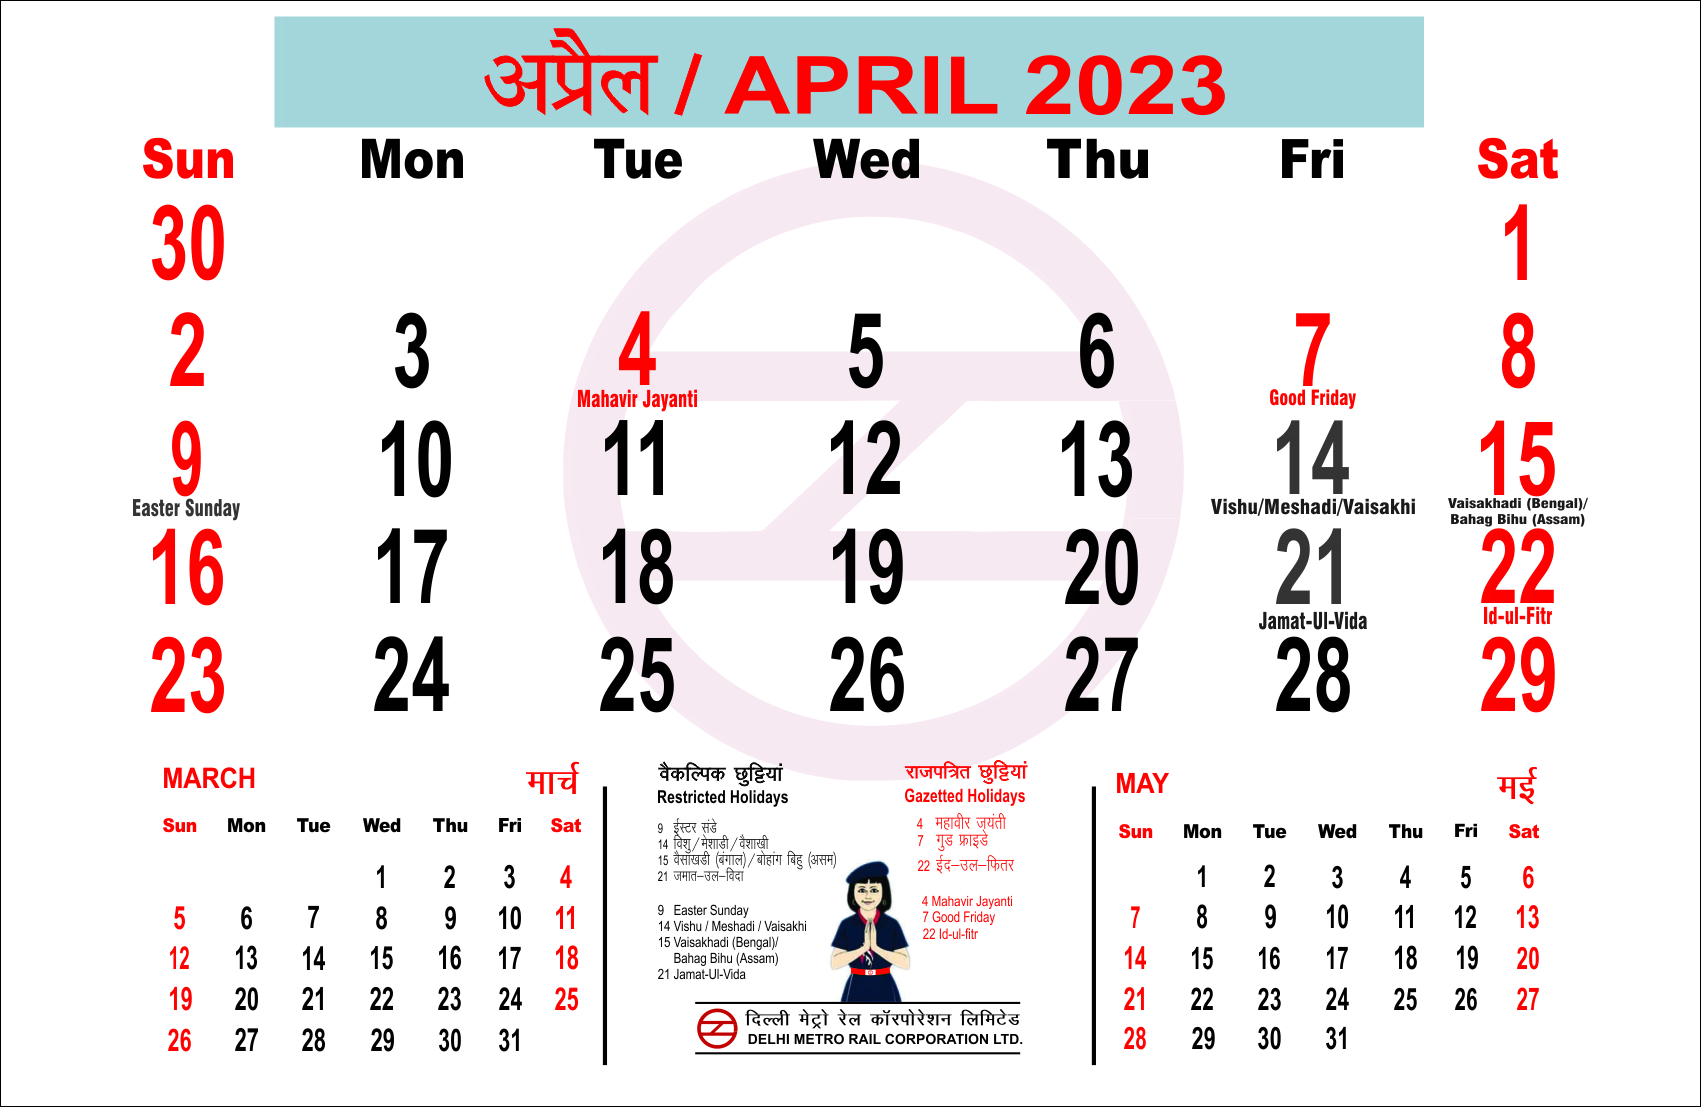 अप्रैल / APRIL 2023
Sun Mon Tue Wed Thu Fri Sat
30 1
2 3 4 5 6 7 8
Mahavir Jayanti Good Friday
9 10 11 12 13 14 15
Easter Sunday Vishu/Meshadi/Vaisakhi Vaisakhadi (Bengal)/
Bahag Bihu (Assam)
16 17 18 19 20 21 22
Jamat-Ul-Vida Id-ul-Fitr
23 24 25 26 27 28 29
MARCH मार्च
Sun Mon Tue Wed Thu Fri Sat
1 2 3 4
5 6 7 8 9 10 11
12 13 14 15 16 17 18
19 20 21 22 23 24 25
26 27 28 29 30 31
वैकल्पिक छुट्टियां
Restricted Holidays
9 ईस्टर संडे
14 विशु/मेशाडी/वैशाखी
15 वैसाखडी (बंगाल)/बोहांग बिहु (असम)
21 जमात–उल–विदा
9 Easter Sunday
14 Vishu / Meshadi / Vaisakhi
15 Vaisakhadi (Bengal)/
Bahag Bihu (Assam)
21 Jamat-Ul-Vida
राजपत्रित छुट्टियां
Gazetted Holidays
4 महावीर जयंती
7 गुड फ्राइडे
22 ईद–उल–फितर
4 Mahavir Jayanti
7 Good Friday
22 Id-ul-fitr
दिल्ली मेट्रो रेल कॉरपोरेशन लिमिटेड
DELHI METRO RAIL CORPORATION LTD.
MAY मई
Sun Mon Tue Wed Thu Fri Sat
1 2 3 4 5 6
7 8 9 10 11 12 13
14 15 16 17 18 19 20
21 22 23 24 25 26 27
28 29 30 31